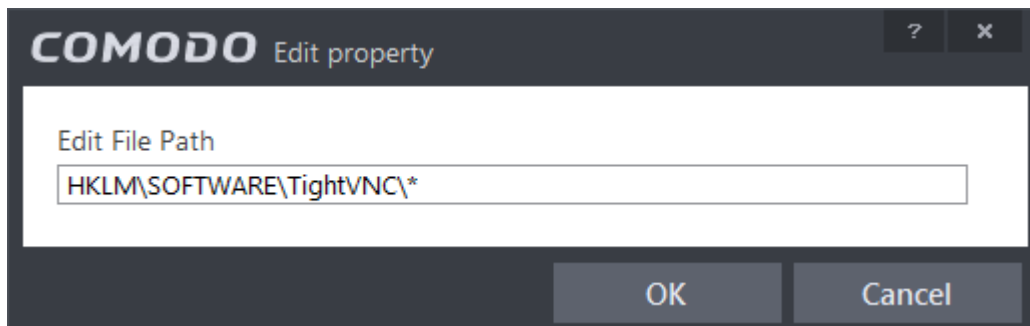 COMODO Edit property ? ×
Edit File Path
HKLM\SOFTWARE\TightVNC\*
OK Cancel